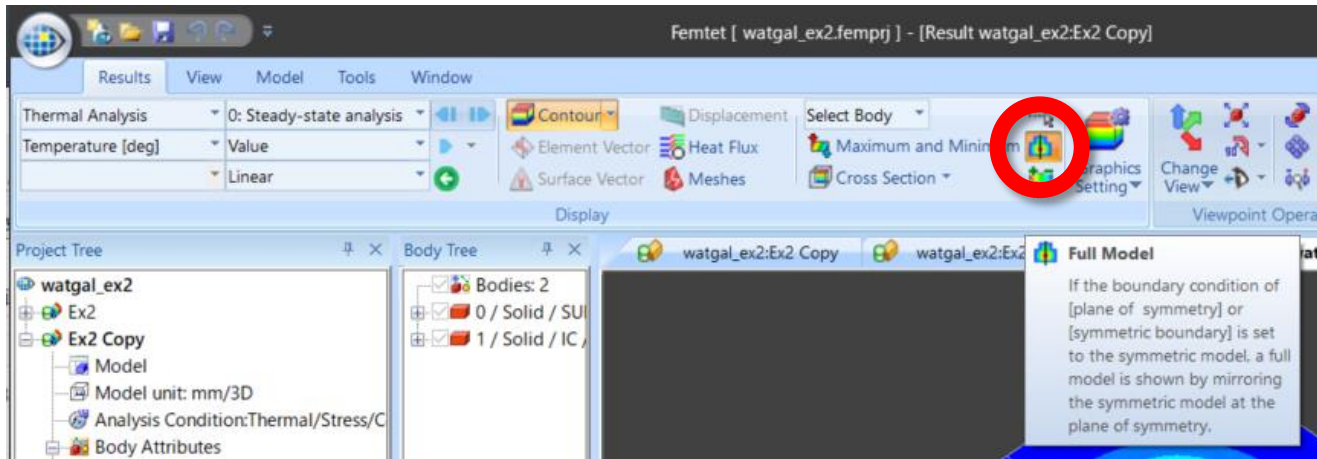 Femtet [ watgal_ex2.femprj ] - [Result watgal_ex2:Ex2 Copy]
Results View Model Tools Window
Thermal Analysis 0: Steady-state analysis Contour Displacement Select Body
Temperature [deg] Value Element Vector Heat Flux Maximum and Minimum
Linear Surface Vector Meshes Cross Section
Graphics
Setting
Change
View
Display Viewpoint Opera
Project Tree
watgal_ex2
Ex2
Ex2 Copy
Model
Model unit: mm/3D
Analysis Condition:Thermal/Stress/C
Body Attributes
Body Tree
Bodies: 2
0 / Solid / SU
1 / Solid / IC /
watgal_ex2:Ex2 Copy watgal_ex2:Ex2
Full Model
If the boundary condition of
[plane of symmetry] or
[symmetric boundary] is set
to the symmetric model, a full
model is shown by mirroring
the symmetric model at the
plane of symmetry.